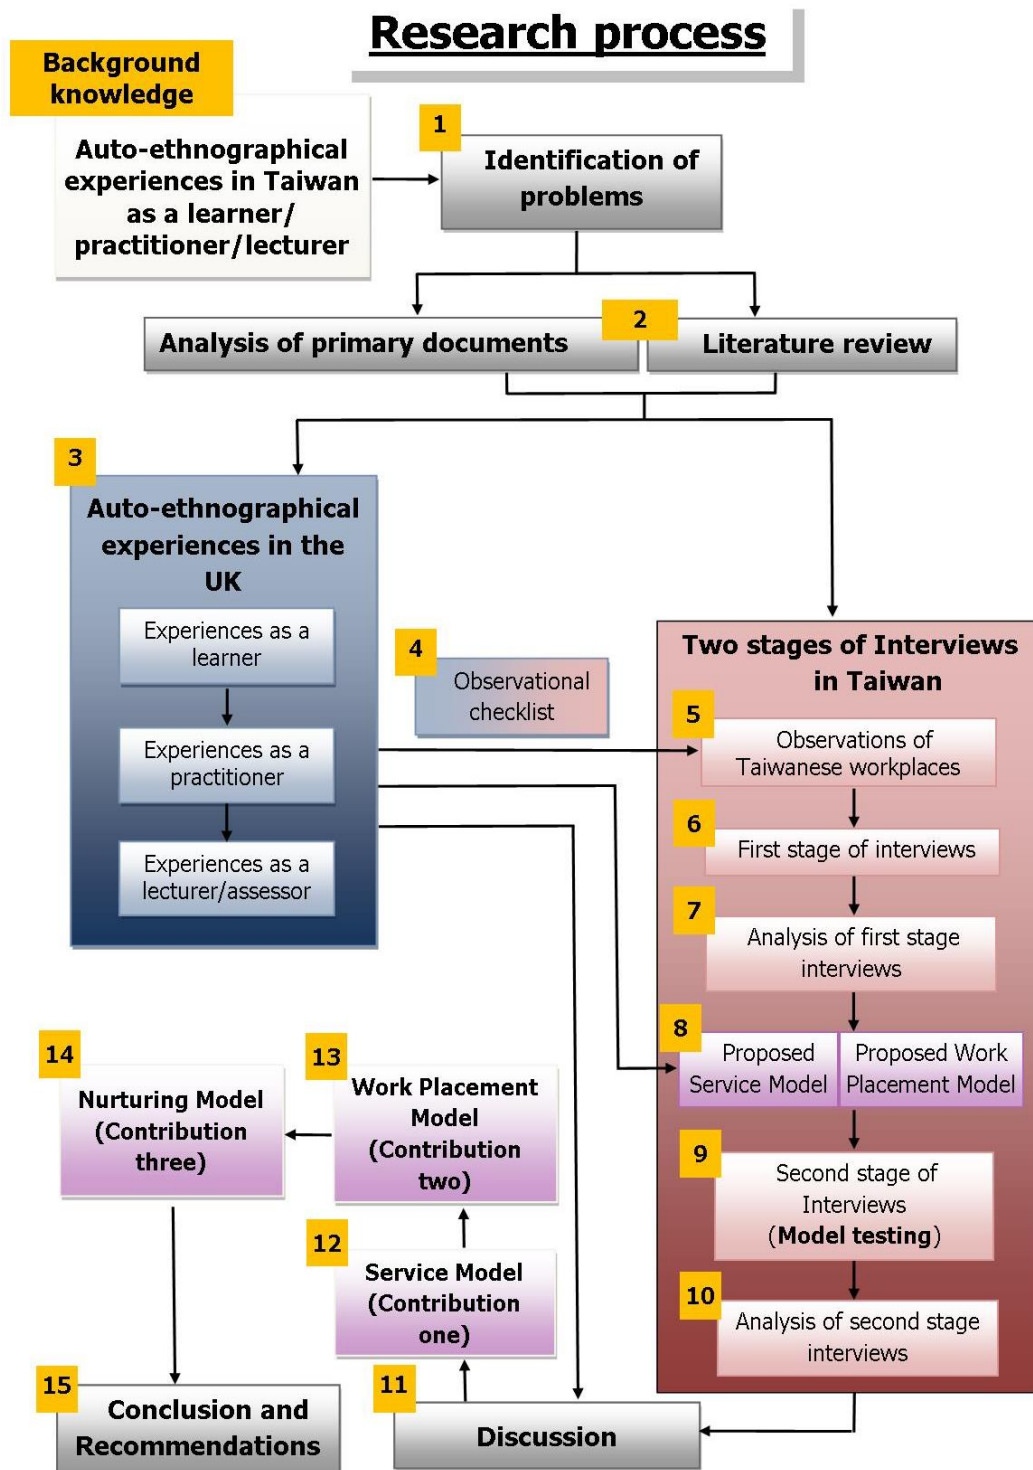 Research process
Background
knowledge
Auto-ethnographical
experiences in Taiwan
as a learner/
practitioner/lecturer
1
Identification of
problems
Analysis of primary documents
2
Literature review
3
Auto-ethnographical
experiences in the
UK
Experiences as a
learner
Experiences as a
practitioner
Experiences as a
lecturer/assessor
4
Observational
checklist
Two stages of Interviews
in Taiwan
5
Observations of
Taiwanese workplaces
6
First stage of interviews
7
Analysis of first stage
interviews
8
Proposed
Service Model
Proposed Work
Placement Model
9
Second stage of
Interviews
(Model testing)
10
Analysis of second stage
interviews
11
Discussion
12
Service Model
(Contribution
one)
13
Work Placement
Model
(Contribution
two)
14
Nurturing Model
(Contribution
three)
15
Conclusion and
Recommendations